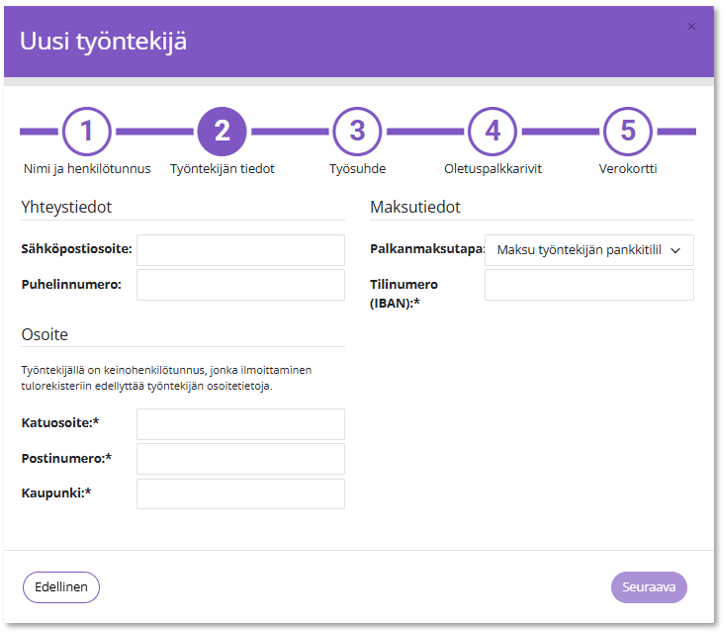 Uusi työntekijä
×
1 2 3 4 5
Nimi ja henkilötunnus Työntekijän tiedot Työsuhde Oletuspalkkarivit Verokortti
Yhteystiedot
Sähköpostiosoite:
Puhelinnumero:
Osoite
Työntekijällä on keinohenkilötunnus, jonka ilmoittaminen
tulorekisteriin edellyttää työntekijän osoitetietoja.
Katuosoite:*
Postinumero:*
Kaupunki:*
Maksutiedot
Palkanmaksutapa: Maksu työntekijän pankkitilil
Tilinumero
(IBAN):*
Edellinen
Seuraava